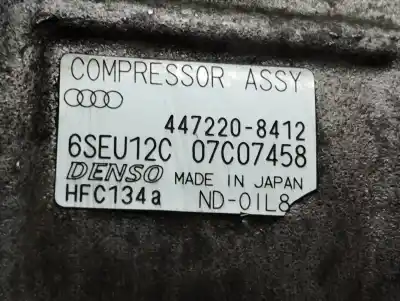 COMPRESSOR ASSY
447220-8412
6SEU12C 07C07458
DENSO MADE IN JAPAN
HFC134a ND-OIL8